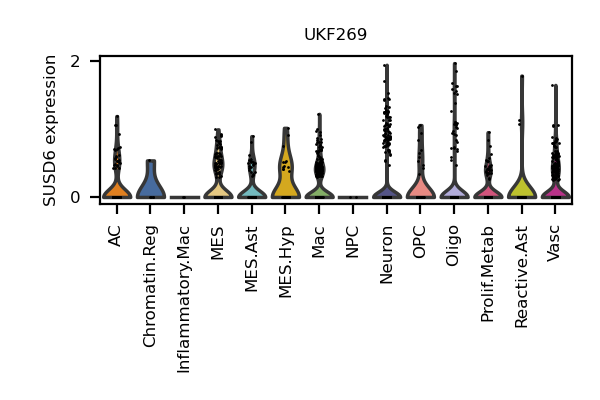 UKF269
SUSD6 expression
2
0
AC
Chromatin.Reg
Inflammatory.Mac
MES
MES.Ast
MES.Hyp
Mac
NPC
Neuron
OPC
Oligo
Prolif.Metab
Reactive.Ast
Vasc